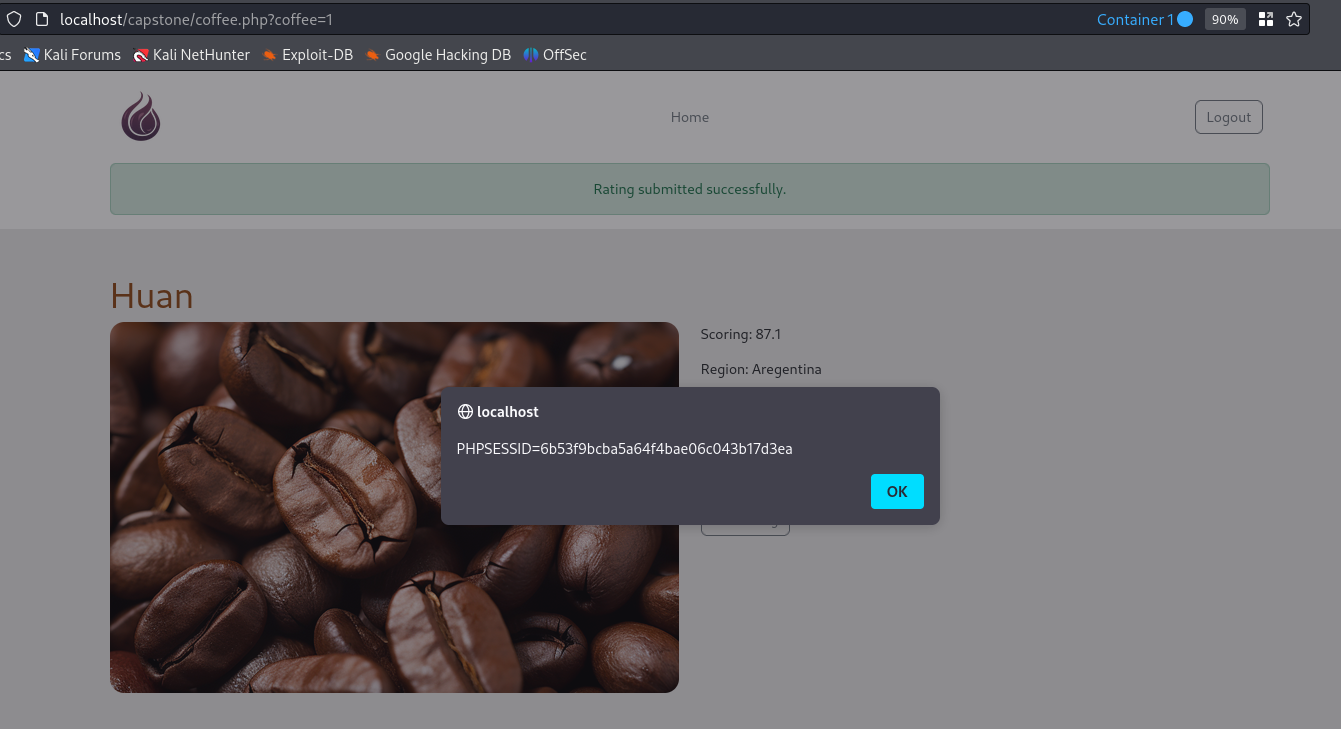 localhost/capstone/coffee.php?coffee=1 Container 1 90%
cs Kali Forums Kali NetHunter Exploit-DB Google Hacking DB OffSec
Home Logout
Rating submitted successfully.
Huan
Scoring: 87.1
Region: Aregentina
localhost
PHPSESSID=6b53f9bcba5a64f4bae06c043b17d3ea
OK